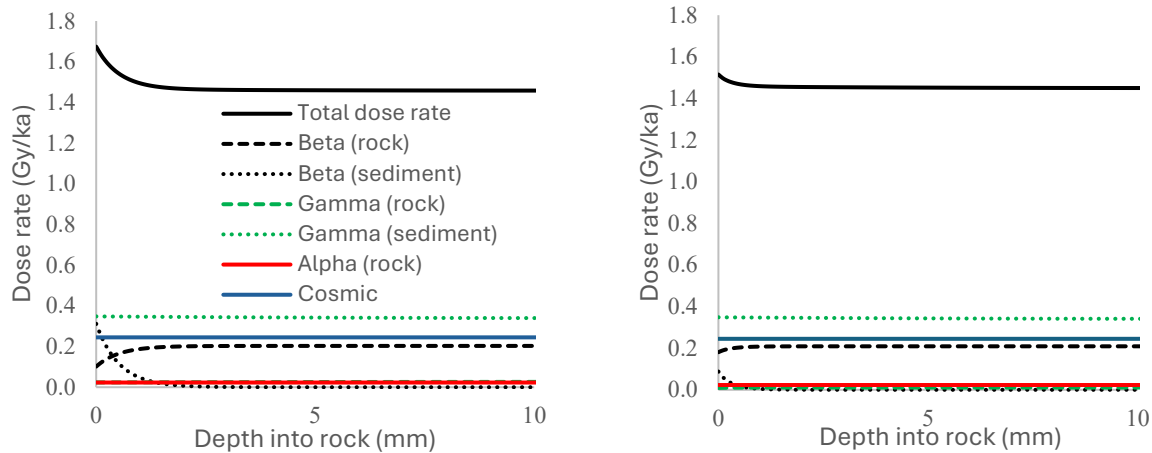 1.8
1.6
1.4
1.2
1.0
0.8
0.6
0.4
0.2
0.0
Dose rate (Gy/ka)
Total dose rate
Beta (rock)
Beta (sediment)
Gamma (rock)
Gamma (sediment)
Alpha (rock)
Cosmic
0 5 10
Depth into rock (mm)
1.8
1.6
1.4
1.2
1.0
0.8
0.6
0.4
0.2
0.0
Dose rate (Gy/ka)
0 5 10
Depth into rock (mm)